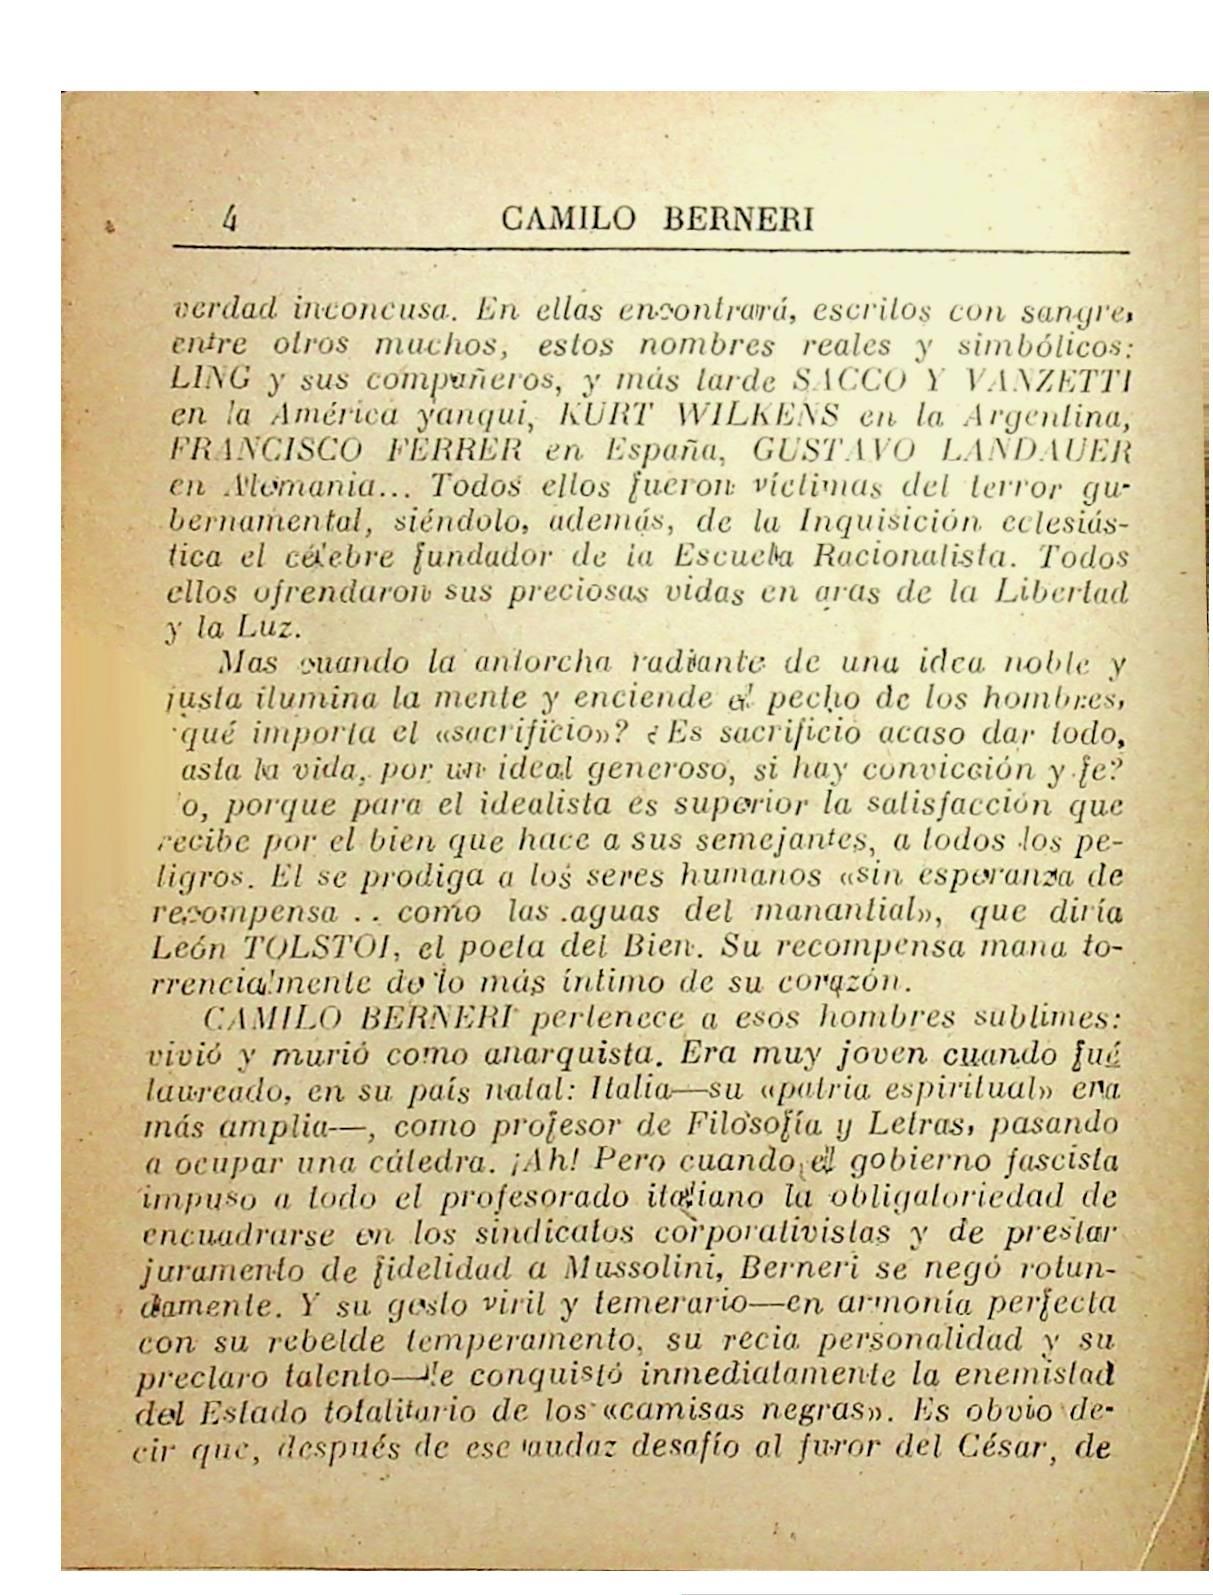 4 CAMILO BERNERI
verdad inconcusa. En ellas encontrará, escritos con sangre,
entre otros muchos, estos nombres reales y simbólicos:
LING y sus compañeros, y más tarde SACCO Y VANZETTI
en la América yanqui, KURT WILKENS en la Argentina,
FRANCISCO FERRER en España, GUSTAVO LANDAUER
en Alemania... Todos ellos fueron víctimas del terror gu-
bernamental, siéndolo, además, de la Inquisición eclesiás-
tica el célebre fundador de la Escuela Racionalista. Todos
ellos ofrendaron sus preciosas vidas en aras de la Libertad
y la Luz.
Mas cuando la antorcha radiante de una idea noble y
justa ilumina la mente y enciende el pecho de los hombres,
qué importa el «sacrificio»? ¿Es sacrificio acaso dar todo,
asta la vida, por un ideal generoso, si hay convicción y fe?
o, porque para el idealista es superior la satisfacción que
recibe por el bien que hace a sus semejantes, a todos los pe-
ligros. El se prodiga a los seres humanos «sin esperanza de
recompensa .. como las aguas del manantial», que diría
León TOLSTOI, el poeta del Bien. Su recompensa mana to-
rrencialmente de lo más íntimo de su corazón.
CAMILO BERNERI pertenece a esos hombres sublimes:
vivió y murió como anarquista. Era muy joven cuando fué
laureado, en su país natal: Italia—su «patria espiritual» era
más amplia—, como profesor de Filosofía y Letras, pasando
a ocupar una cátedra. ¡Ah! Pero cuando el gobierno fascista
impuso a todo el profesorado italiano la obligatoriedad de
encuadrarse en los sindicatos corporativistas y de prestar
juramento de fidelidad a Mussolini, Berneri se negó rotun-
damente. Y su gesto viril y temerario—en armonía perfecta
con su rebelde temperamento, su recia personalidad y su
preclaro talento—le conquistó inmediatamente la enemistad
del Estado totalitario de los «camisas negras». Es obvio de-
cir que, después de ese audaz desafío al furor del César, de